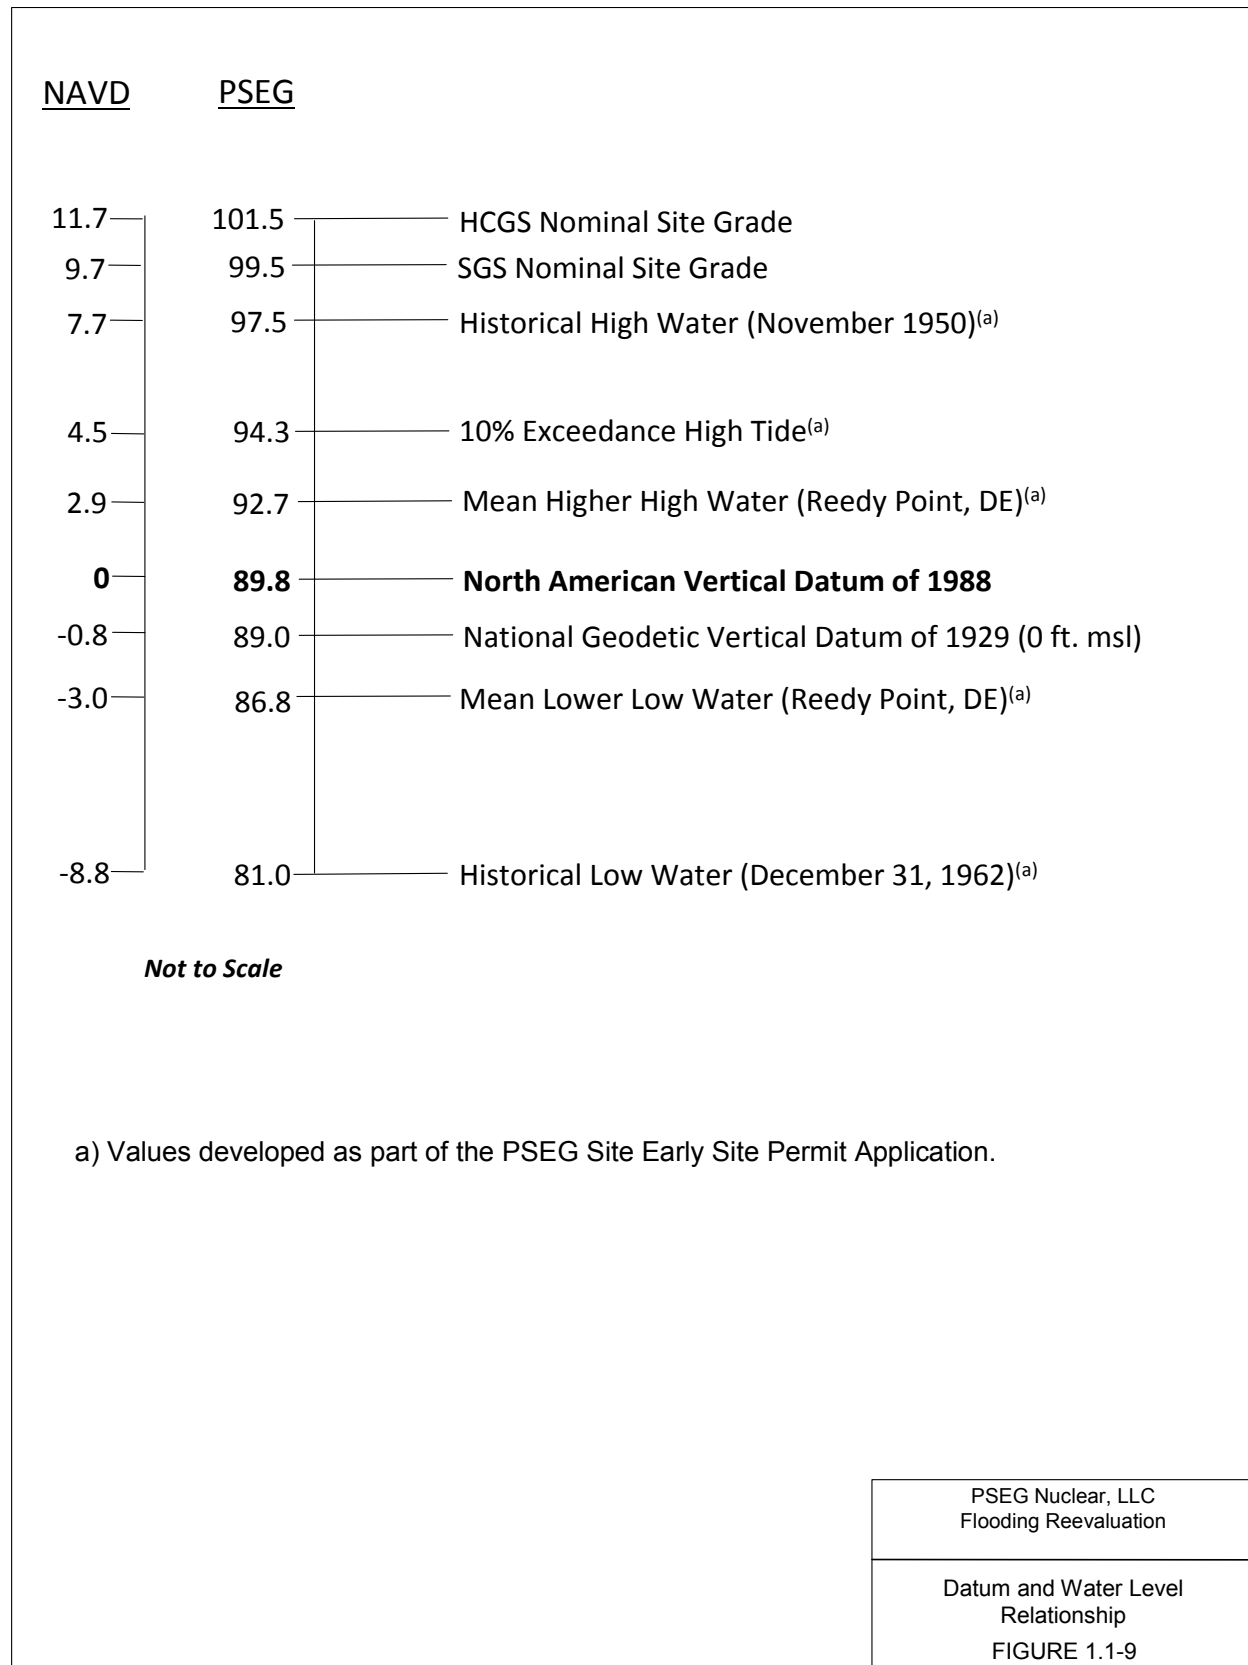 NAVD PSEG
11.7 101.5 HCGS Nominal Site Grade
9.7 99.5 SGS Nominal Site Grade
7.7 97.5 Historical High Water (November 1950)(a)
4.5 94.3 10% Exceedance High Tide(a)
2.9 92.7 Mean Higher High Water (Reedy Point, DE)(a)
0 89.8 North American Vertical Datum of 1988
-0.8 89.0 National Geodetic Vertical Datum of 1929 (0 ft. msl)
-3.0 86.8 Mean Lower Low Water (Reedy Point, DE)(a)
-8.8 81.0 Historical Low Water (December 31, 1962)(a)
Not to Scale
a) Values developed as part of the PSEG Site Early Site Permit Application.
PSEG Nuclear, LLC
Flooding Reevaluation
Datum and Water Level
Relationship
FIGURE 1.1-9